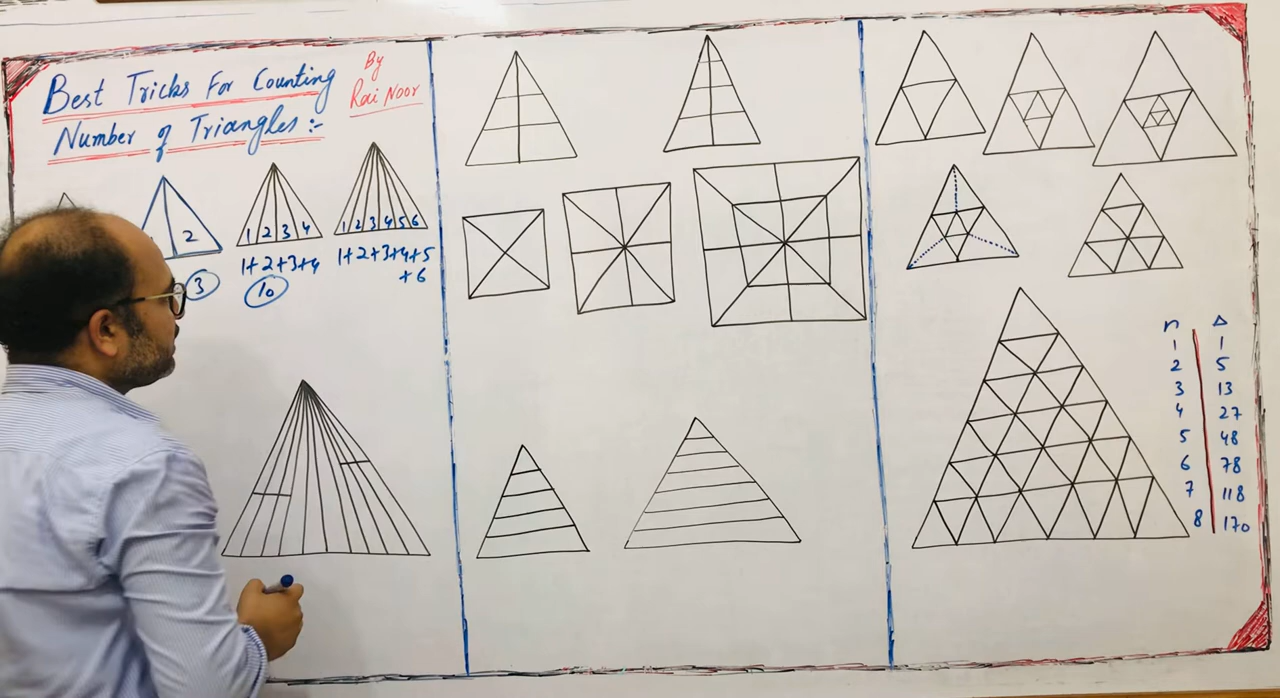 Best Tricks For Counting
Number of Triangles:-
By
Rai Noor
2
3
1 2 3 4
1+2+3+4
10
1 2 3 4 5 6
1+2+3+4+5
+6
n Δ
1 1
2 5
3 13
4 27
5 48
6 78
7 118
8 170